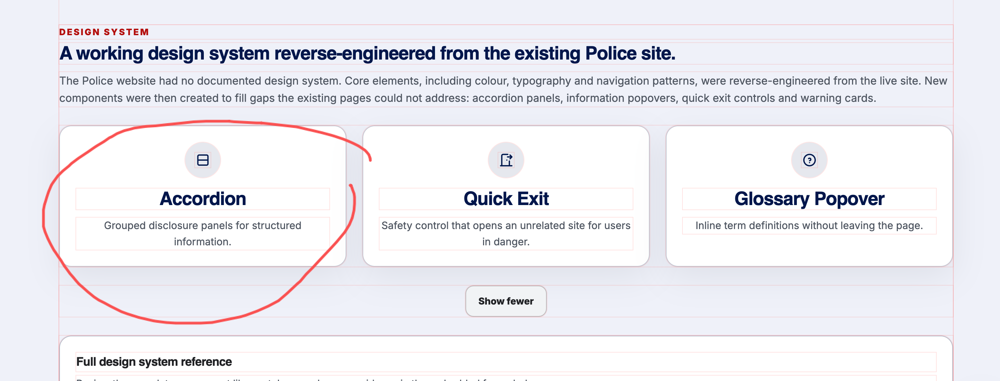 DESIGN SYSTEM
A working design system reverse-engineered from the existing Police site.
The Police website had no documented design system. Core elements, including colour, typography and navigation patterns, were reverse-engineered from the live site. New
components were then created to fill gaps the existing pages could not address: accordion panels, information popovers, quick exit controls and warning cards.
Accordion
Grouped disclosure panels for structured
information.
Quick Exit
Safety control that opens an unrelated site for users
in danger.
Glossary Popover
Inline term definitions without leaving the page.
Show fewer
Full design system reference